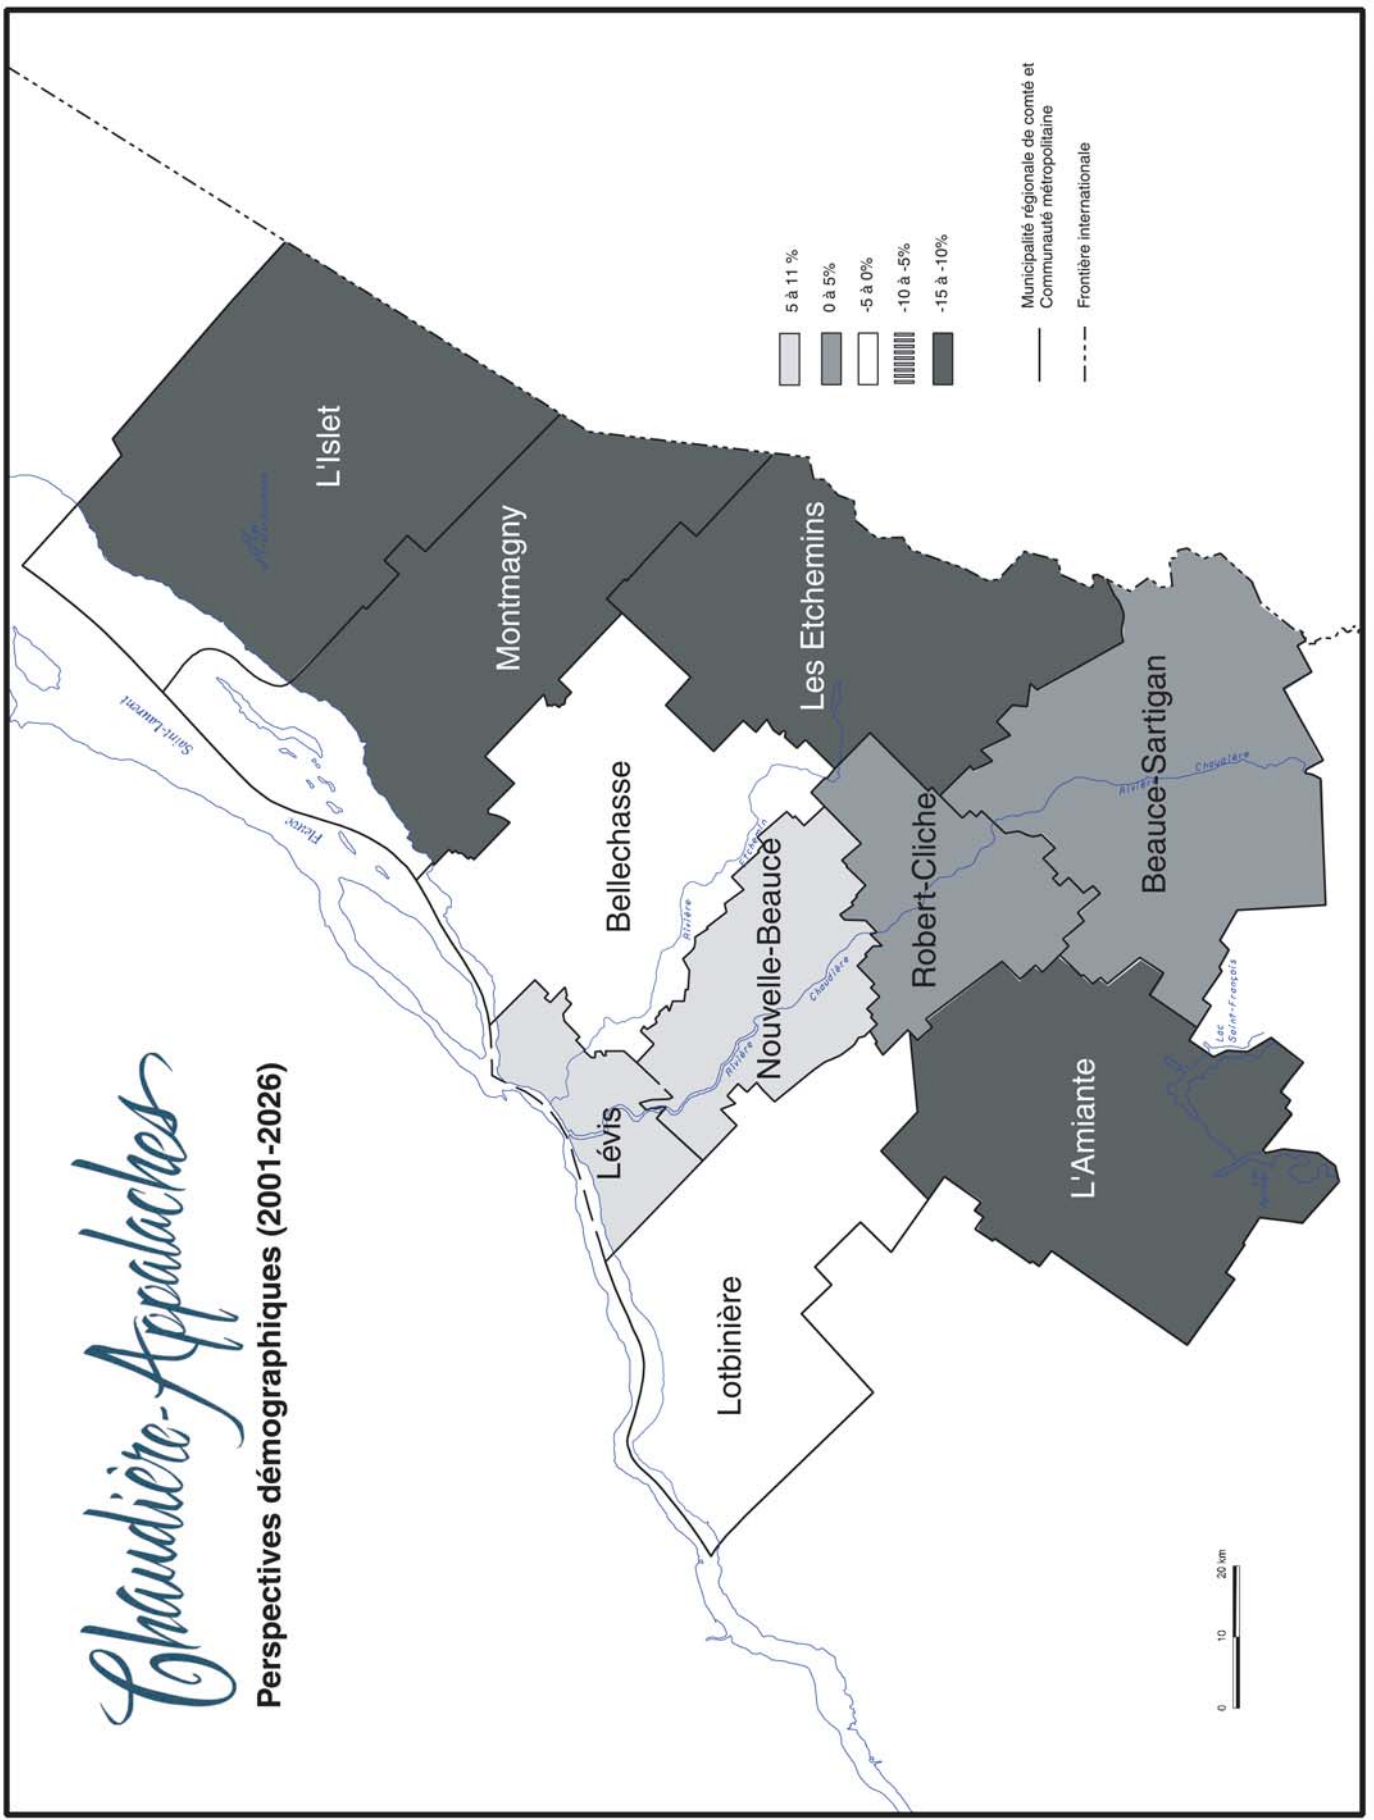 Chaudière-Appalaches
Perspectives démographiques (2001-2026)
Fleuve
Saint-Laurent
L'Islet
Montmagny
Bellechasse
Les Etchemins
Lévis
Nouvelle-Beauce
Rivière
Etchemin
Rivière
Chaudière
Robert-Cliche
Lotbinière
Beauce-Sartigan
Rivière
Chaudière
L'Amiante
Lac
Saint-François
5 à 11 %
0 à 5%
-5 à 0%
-10 à -5%
-15 à -10%
Municipalité régionale de comté et
Communauté métropolitaine
Frontière internationale
0 10 20 km